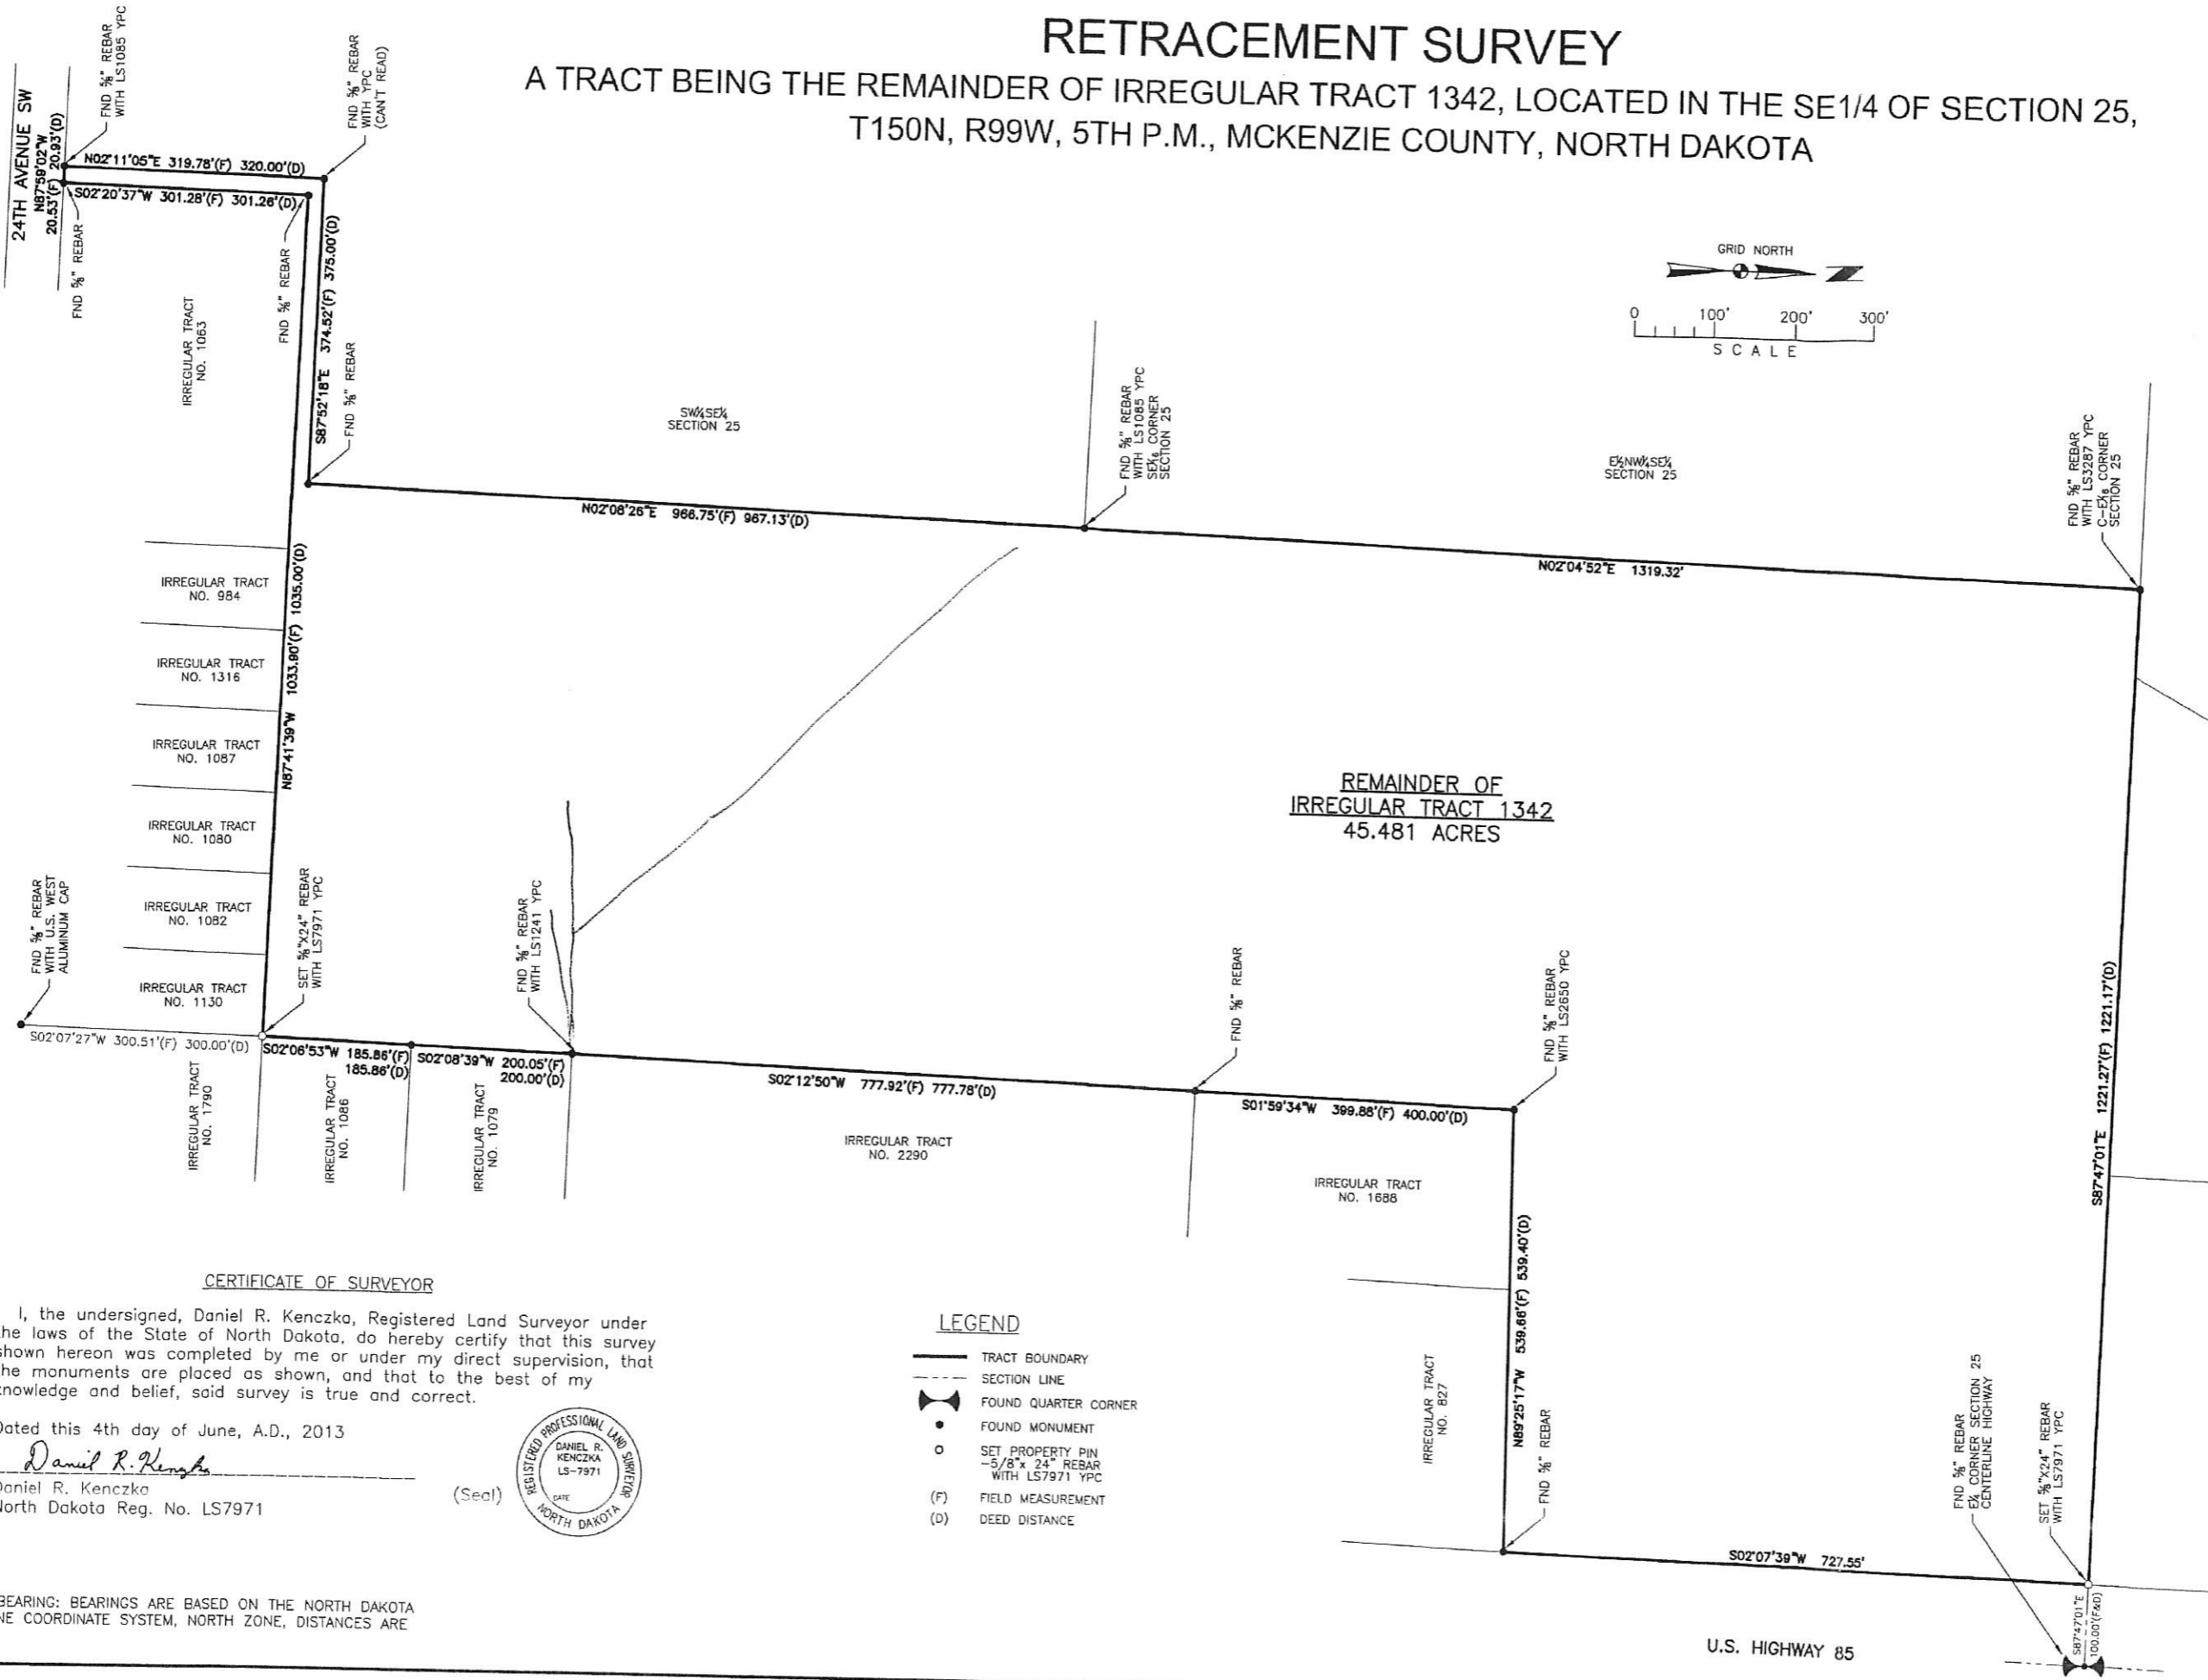 RETRACEMENT SURVEY
A TRACT BEING THE REMAINDER OF IRREGULAR TRACT 1342, LOCATED IN THE SE1/4 OF SECTION 25,
T150N, R99W, 5TH P.M., MCKENZIE COUNTY, NORTH DAKOTA
24TH AVENUE SW
N87°59'02"W
20.53'(F) 20.93'(D)
FND ⅝" REBAR
WITH LS1085 YPC
FND ⅝" REBAR
WITH YPC
(CAN'T READ)
N02°11'05"E 319.78'(F) 320.00'(D)
S02°20'37"W 301.28'(F) 301.26'(D)
FND ⅝" REBAR
FND ⅝" REBAR
IRREGULAR TRACT
NO. 1063
S87°52'18"E 374.52'(F) 375.00'(D)
FND ⅝" REBAR
GRID NORTH
Z
0 100' 200' 300'
SCALE
SW¼SE¼
SECTION 25
FND ⅝" REBAR
WITH LS1085 YPC
SE1/16 CORNER
SECTION 25
E½NW¼SE¼
SECTION 25
FND ⅝" REBAR
WITH LS3287 YPC
C-E1/16 CORNER
SECTION 25
N02°08'26"E 966.75'(F) 967.13'(D)
N02°04'52"E 1319.32'
IRREGULAR TRACT
NO. 984
IRREGULAR TRACT
NO. 1316
IRREGULAR TRACT
NO. 1087
IRREGULAR TRACT
NO. 1080
IRREGULAR TRACT
NO. 1082
IRREGULAR TRACT
NO. 1130
N87°41'39"W 1033.90'(F) 1035.00'(D)
REMAINDER OF
IRREGULAR TRACT 1342
45.481 ACRES
FND ⅝" REBAR
WITH U.S. WEST
ALUMINUM CAP
SET ⅝"X24" REBAR
WITH LS7971 YPC
FND ⅝" REBAR
WITH LS1241 YPC
FND ⅝" REBAR
FND ⅝" REBAR
WITH LS2650 YPC
S02°07'27"W 300.51'(F) 300.00'(D)
S02°06'53"W 185.86'(F)
185.86'(D)
S02°08'39"W 200.05'(F)
200.00'(D)
S02°12'50"W 777.92'(F) 777.78'(D)
S01°59'34"W 399.88'(F) 400.00'(D)
S87°47'01"E 1221.27'(F) 1221.17'(D)
IRREGULAR TRACT
NO. 1790
IRREGULAR TRACT
NO. 1086
IRREGULAR TRACT
NO. 1079
IRREGULAR TRACT
NO. 2290
IRREGULAR TRACT
NO. 1688
IRREGULAR TRACT
NO. 827
N89°25'17"W 539.66'(F) 539.40'(D)
FND ⅝" REBAR
S02°07'39"W 727.55'
FND ⅝" REBAR
E¼ CORNER SECTION 25
CENTERLINE HIGHWAY
SET ⅝"X24" REBAR
WITH LS7971 YPC
S87°47'01"E
100.00'(F&D)
U.S. HIGHWAY 85
CERTIFICATE OF SURVEYOR
I, the undersigned, Daniel R. Kenczka, Registered Land Surveyor under
the laws of the State of North Dakota, do hereby certify that this survey
shown hereon was completed by me or under my direct supervision, that
the monuments are placed as shown, and that to the best of my
knowledge and belief, said survey is true and correct.
Dated this 4th day of June, A.D., 2013
Daniel R. Kenczka
Daniel R. Kenczka
North Dakota Reg. No. LS7971
(Seal)
REGISTERED PROFESSIONAL LAND SURVEYOR
DANIEL R.
KENCZKA
LS-7971
DATE
NORTH DAKOTA
LEGEND
TRACT BOUNDARY
SECTION LINE
FOUND QUARTER CORNER
FOUND MONUMENT
SET PROPERTY PIN
-5/8"x 24" REBAR
WITH LS7971 YPC
(F) FIELD MEASUREMENT
(D) DEED DISTANCE
BEARING: BEARINGS ARE BASED ON THE NORTH DAKOTA
NE COORDINATE SYSTEM, NORTH ZONE, DISTANCES ARE